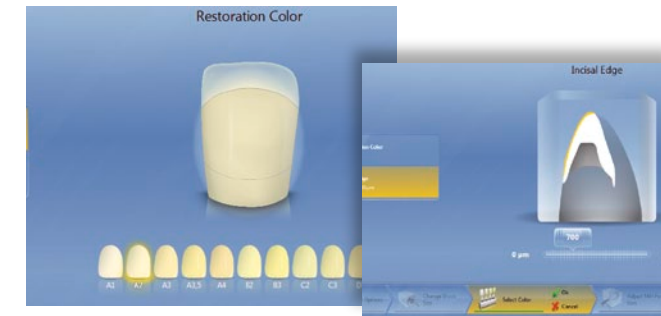 Restoration Color
A1 A2 A3 A3,5 A4 B2 B3 C2 C3
Incisal Edge
700
0 µm
Select Color
Ok
Cancel